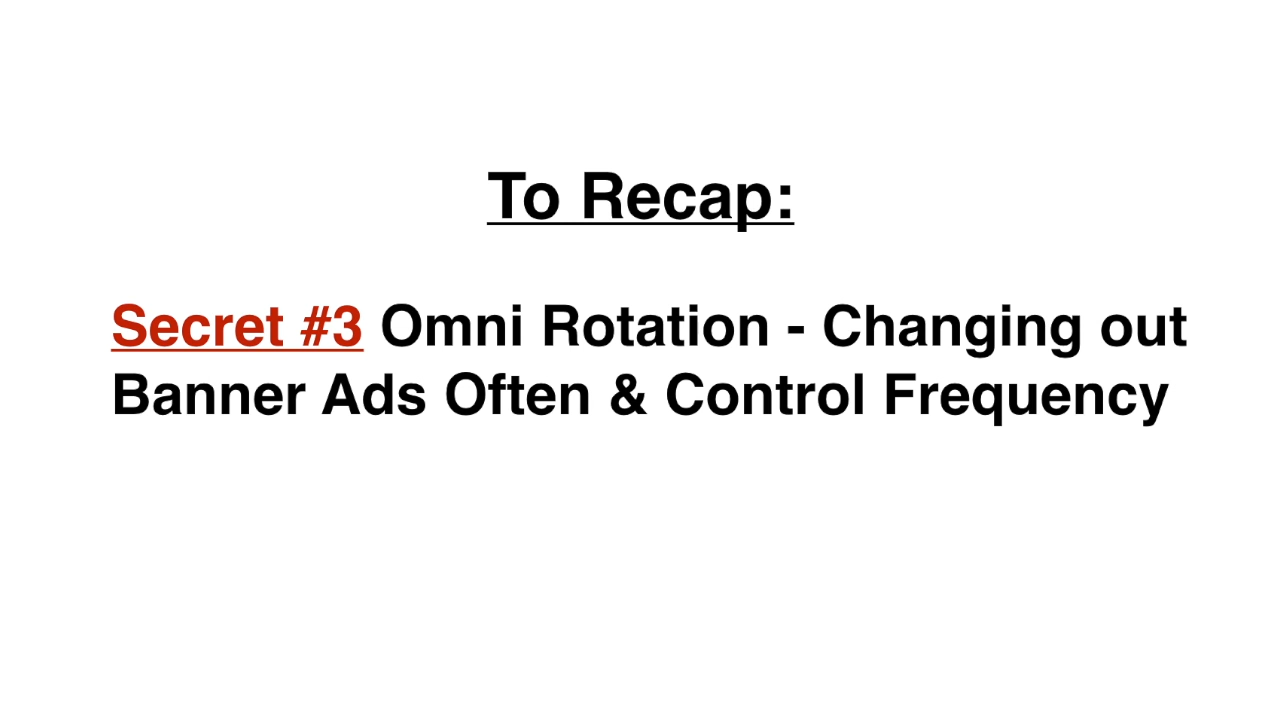 To Recap:
Secret #3 Omni Rotation - Changing out
Banner Ads Often & Control Frequency